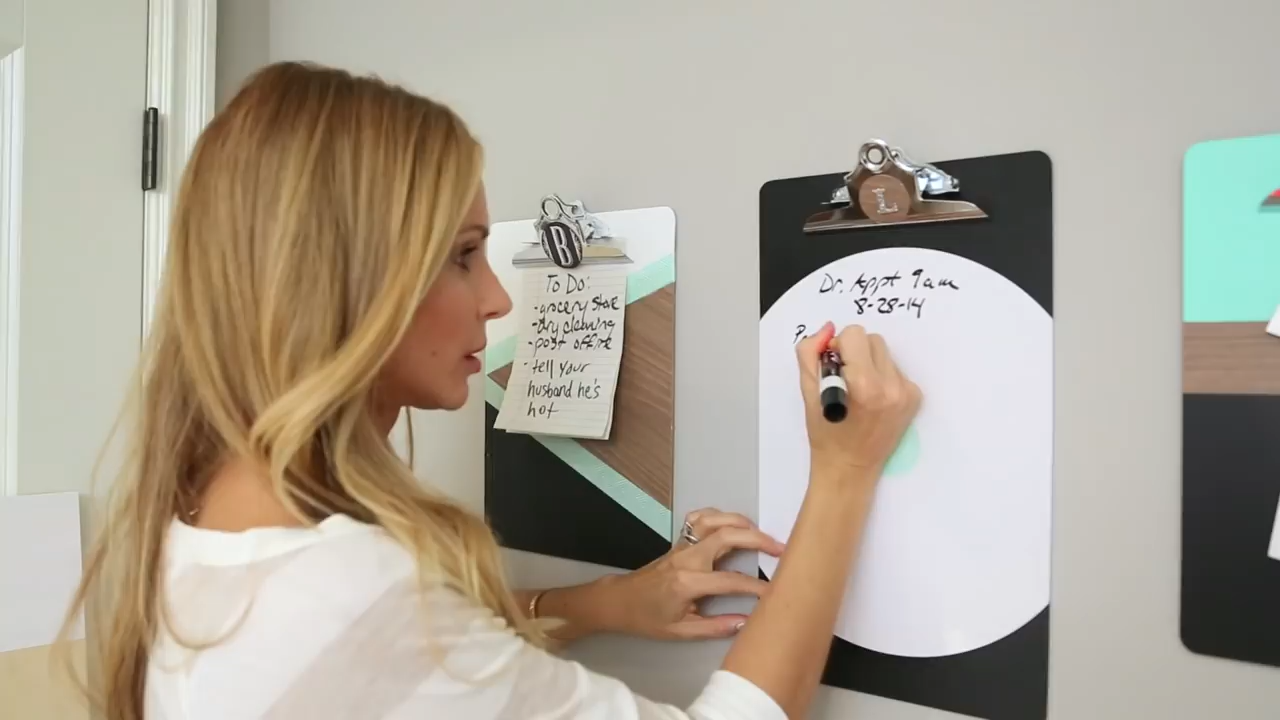 B
To Do:
-grocery store
-dry cleaning
-post office
-tell your
husband he's
hot
Dr. Appt 9am
8-28-14